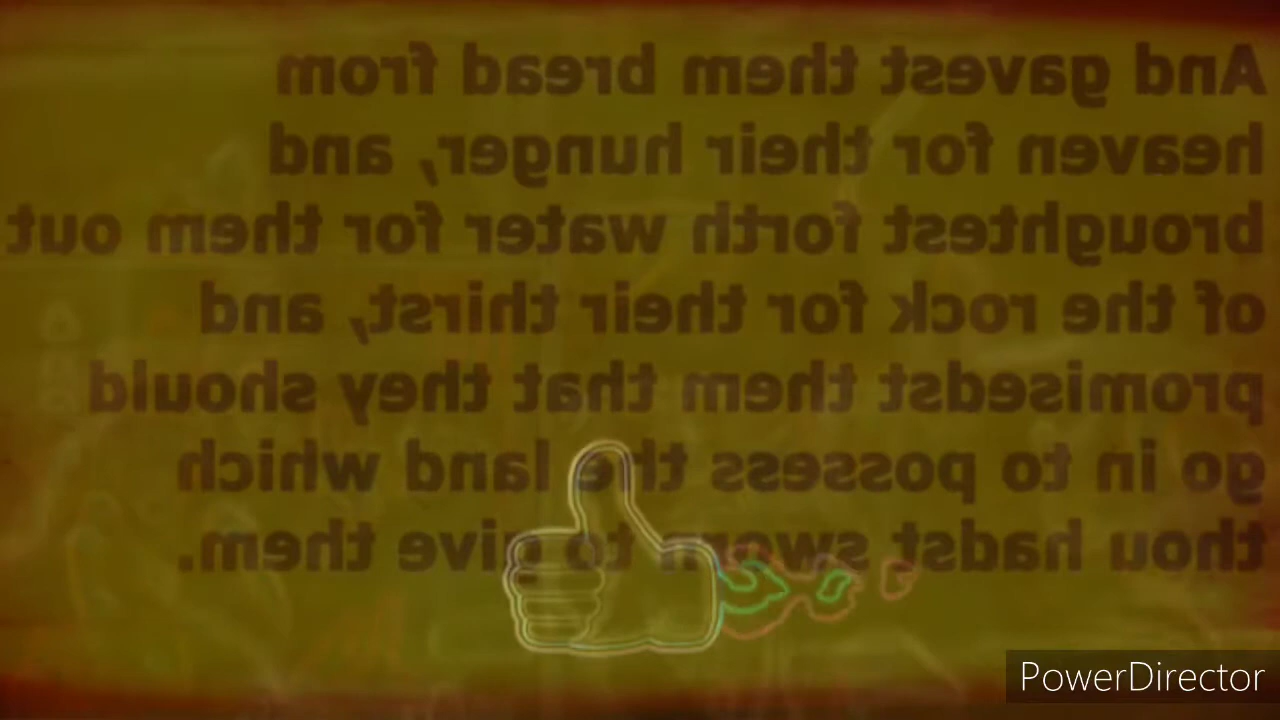 And gavest them bread from
heaven for their hunger, and
broughtest forth water for them out
of the rock for their thirst, and
promisedst them that they should
go in to possess the land which
thou hadst sworn to give them.
PowerDirector